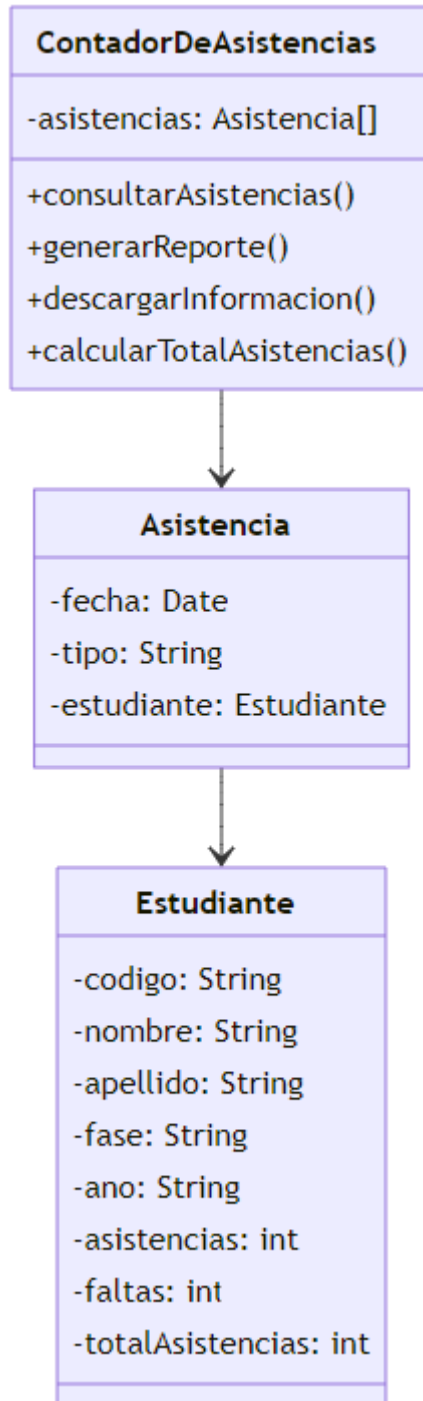 ContadorDeAsistencias
-asistencias: Asistencia[]
+consultarAsistencias()
+generarReporte()
+descargarInformacion()
+calcularTotalAsistencias()
Asistencia
-fecha: Date
-tipo: String
-estudiante: Estudiante
Estudiante
-codigo: String
-nombre: String
-apellido: String
-fase: String
-ano: String
-asistencias: int
-faltas: int
-totalAsistencias: int